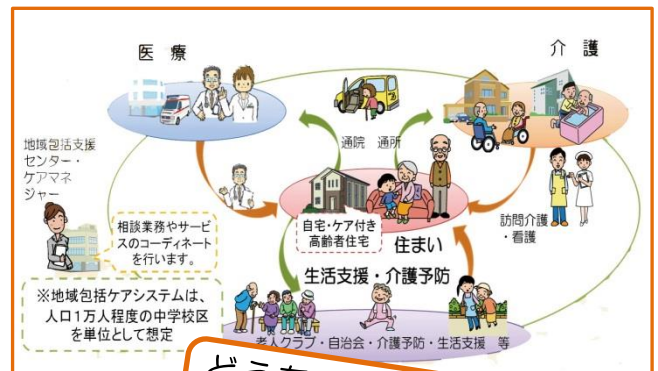 医 療
介 護
地域包括支援
センター・
ケアマネ
ジャー
通院 通所
相談業務やサービ
スのコーディネート
を行います。
自宅・ケア付き
高齢者住宅
住まい
訪問介護
・看護
生活支援・介護予防
※地域包括ケアシステムは、
人口1万人程度の中学校区
を単位として想定
老人クラブ・自治会・介護予防・生活支援 等